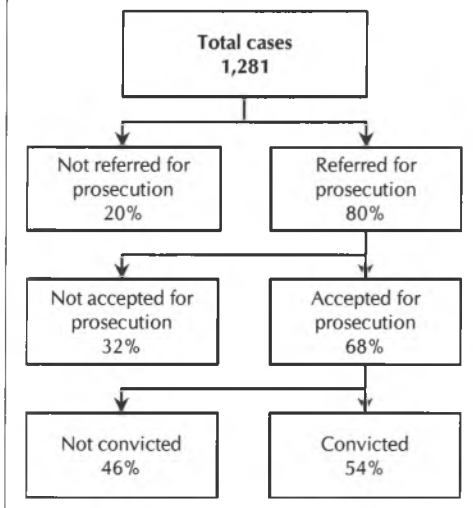 Total cases
1,281
Not referred for
prosecution
20%
Referred for
prosecution
80%
Not accepted for
prosecution
32%
Accepted for
prosecution
68%
Not convicted
46%
Convicted
54%